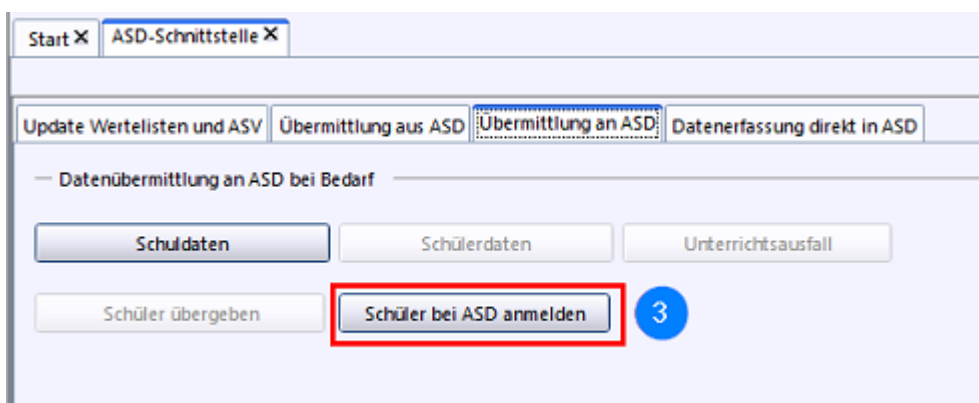 Start X ASD-Schnittstelle X
Update Wertelisten und ASV Übermittlung aus ASD Übermittlung an ASD Datenerfassung direkt in ASD
Datenübermittlung an ASD bei Bedarf
Schuldaten Schülerdaten Unterrichtsausfall
Schüler übergeben Schüler bei ASD anmelden 3